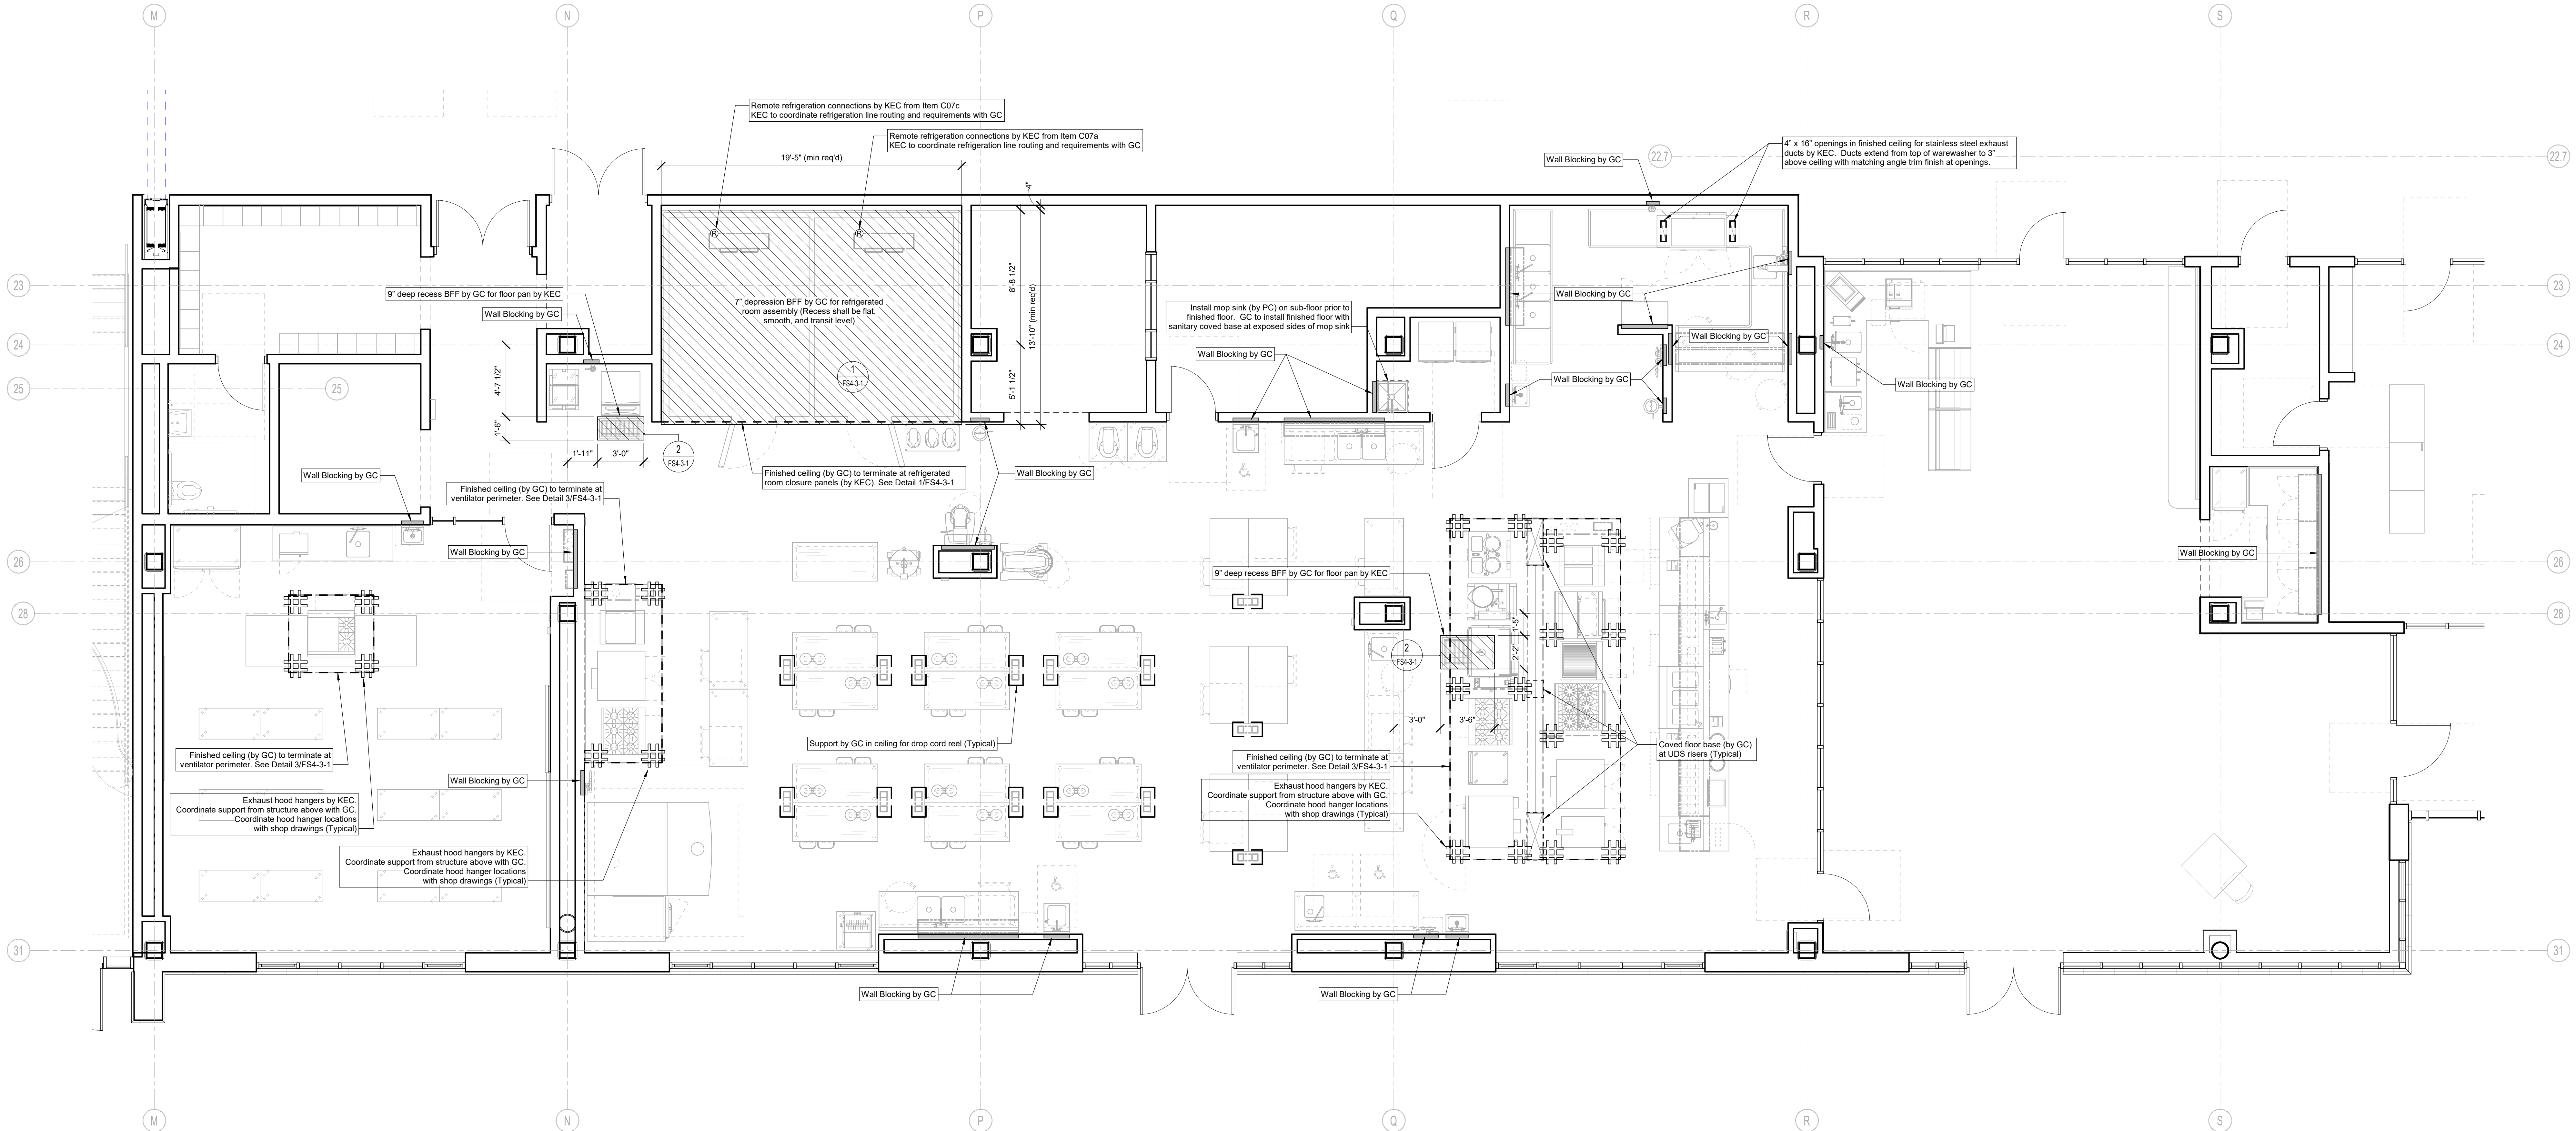 M
N
P
Q
R
S
Remote refrigeration connections by KEC from Item C07c
KEC to coordinate refrigeration line routing and requirements with GC
Remote refrigeration connections by KEC from Item C07a
KEC to coordinate refrigeration line routing and requirements with GC
19'-5" (min req'd)
4"
Wall Blocking by GC
22.7
4" x 16" openings in finished ceiling for stainless steel exhaust
ducts by KEC. Ducts extend from top of warewasher to 3"
above ceiling with matching angle trim finish at openings.
22.7
R
R
23
9" deep recess BFF by GC for floor pan by KEC
Wall Blocking by GC
7" depression BFF by GC for refrigerated
room assembly (Recess shall be flat,
smooth, and transit level)
8'-8 1/2"
13'-10" (min req'd)
Install mop sink (by PC) on sub-floor prior to
finished floor. GC to install finished floor with
sanitary coved base at exposed sides of mop sink
Wall Blocking by GC
23
24
Wall Blocking by GC
Wall Blocking by GC
24
25
25
4'-7 1/2"
1
FS4-3-1
5'-1 1/2"
Wall Blocking by GC
Wall Blocking by GC
25
1'-6"
1'-11"
3'-0"
2
FS4-3-1
Wall Blocking by GC
Finished ceiling (by GC) to terminate at
ventilator perimeter. See Detail 3/FS4-3-1
Finished ceiling (by GC) to terminate at refrigerated
room closure panels (by KEC). See Detail 1/FS4-3-1
Wall Blocking by GC
26
Wall Blocking by GC
9" deep recess BFF by GC for floor pan by KEC
Wall Blocking by GC
26
28
1'-5"
2'-2"
2
FS4-3-1
28
3'-0"
3'-6"
Finished ceiling (by GC) to terminate at
ventilator perimeter. See Detail 3/FS4-3-1
Support by GC in ceiling for drop cord reel (Typical)
Coved floor base (by GC)
at UDS risers (Typical)
Wall Blocking by GC
Finished ceiling (by GC) to terminate at
ventilator perimeter. See Detail 3/FS4-3-1
Exhaust hood hangers by KEC.
Coordinate support from structure above with GC.
Coordinate hood hanger locations
with shop drawings (Typical)
Exhaust hood hangers by KEC.
Coordinate support from structure above with GC.
Coordinate hood hanger locations
with shop drawings (Typical)
Exhaust hood hangers by KEC.
Coordinate support from structure above with GC.
Coordinate hood hanger locations
with shop drawings (Typical)
31
31
Wall Blocking by GC
Wall Blocking by GC
M
N
P
Q
R
S